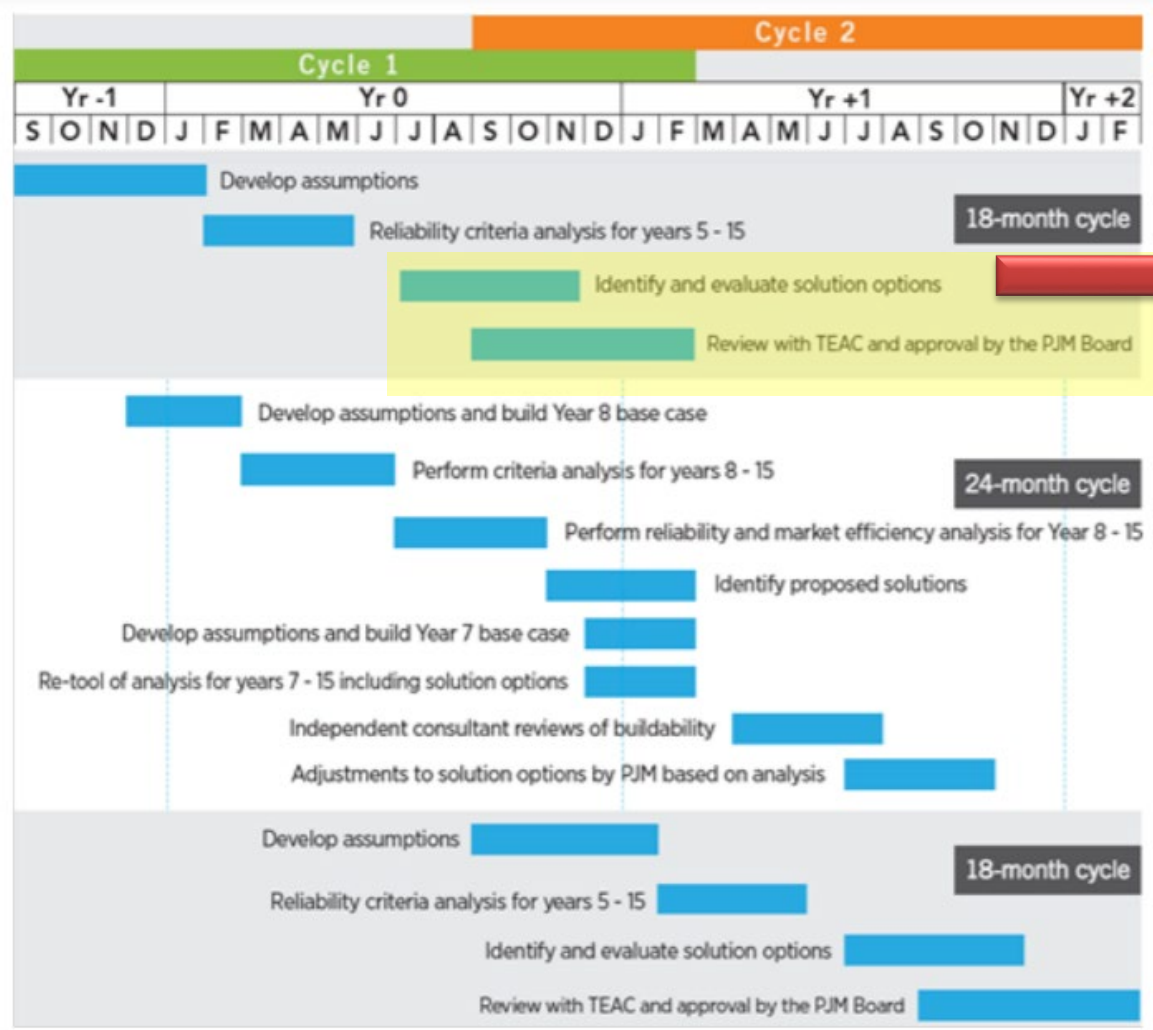 Cycle 2
Cycle 1
Yr -1 Yr 0 Yr +1 Yr +2
S O N D J F M A M J J A S O N D J F M A M J J A S O N D J F
Develop assumptions
18-month cycle
Reliability criteria analysis for years 5 - 15
Identify and evaluate solution options
Review with TEAC and approval by the PJM Board
Develop assumptions and build Year 8 base case
Perform criteria analysis for years 8 - 15
24-month cycle
Perform reliability and market efficiency analysis for Year 8 - 15
Identify proposed solutions
Develop assumptions and build Year 7 base case
Re-tool of analysis for years 7 - 15 including solution options
Independent consultant reviews of buildability
Adjustments to solution options by PJM based on analysis
Develop assumptions
18-month cycle
Reliability criteria analysis for years 5 - 15
Identify and evaluate solution options
Review with TEAC and approval by the PJM Board